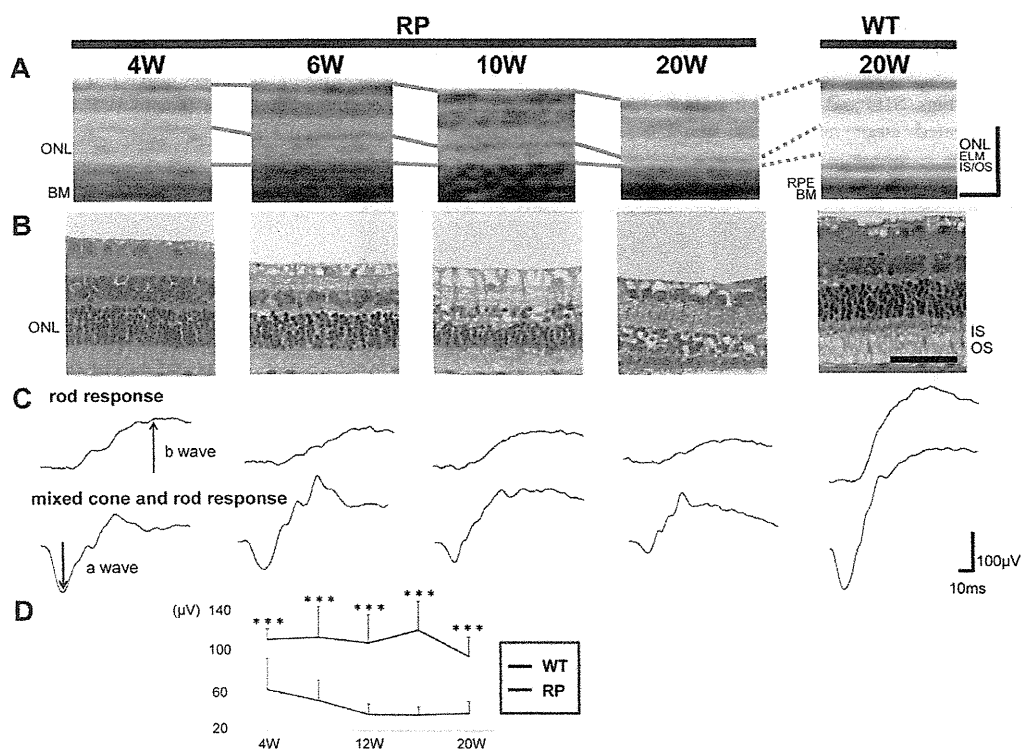 RP WT
A 4W 6W 10W 20W 20W
ONL
BM
ONL
ELM
IS/OS
RPE
BM
B
ONL
IS
OS
C rod response
b wave
mixed cone and rod response
a wave
100μV
10ms
D (μV) 140
100
60
20
*** *** *** *** ***
4W 12W 20W
WT
RP